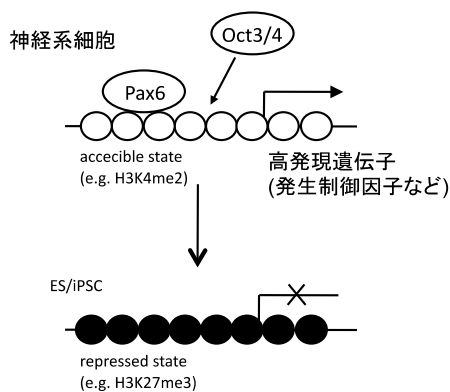 神経系細胞
Oct3/4
Pax6
accecible state
(e.g. H3K4me2)
高発現遺伝子
(発生制御因子など)
ES/iPSC
repressed state
(e.g. H3K27me3)